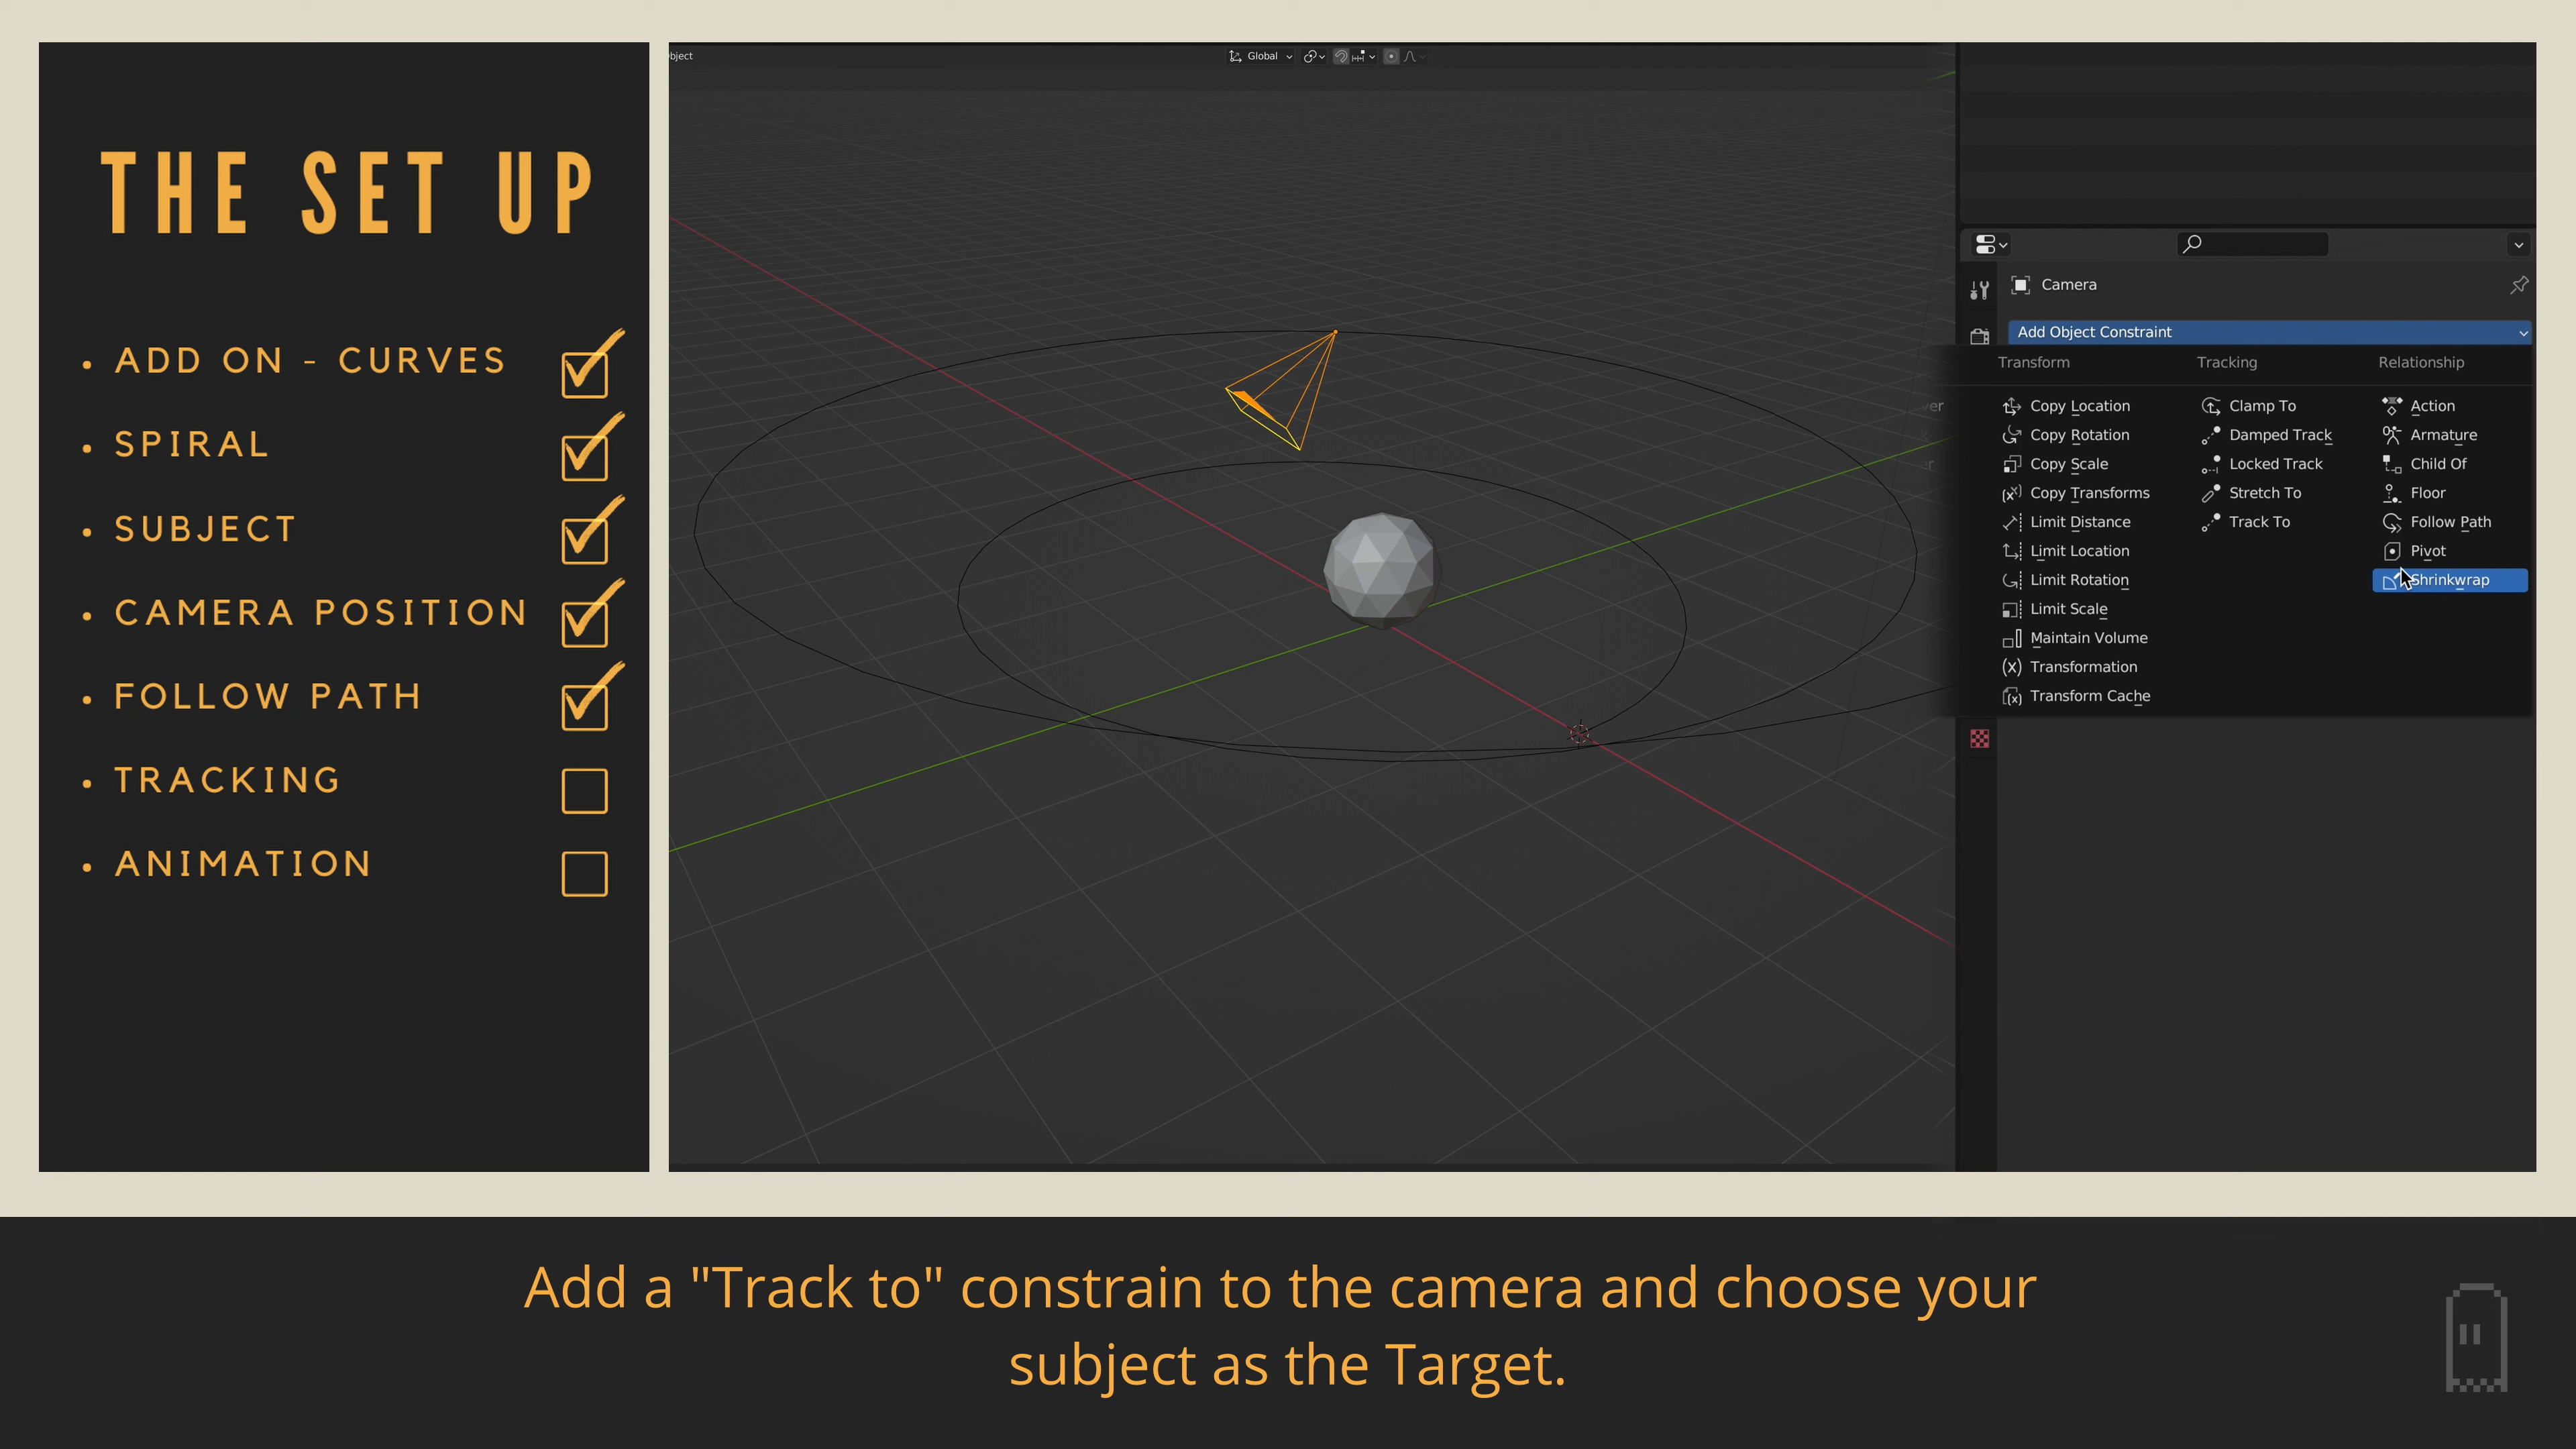 THE SET UP
• ADD ON - CURVES
• SPIRAL
• SUBJECT
• CAMERA POSITION
• FOLLOW PATH
• TRACKING
• ANIMATION
bject
Global
Camera
Add Object Constraint
Transform
Copy Location
Copy Rotation
Copy Scale
Copy Transforms
Limit Distance
Limit Location
Limit Rotation
Limit Scale
Maintain Volume
Transformation
Transform Cache
Tracking
Clamp To
Damped Track
Locked Track
Stretch To
Track To
Relationship
Action
Armature
Child Of
Floor
Follow Path
Pivot
Shrinkwrap
Add a "Track to" constrain to the camera and choose your
subject as the Target.